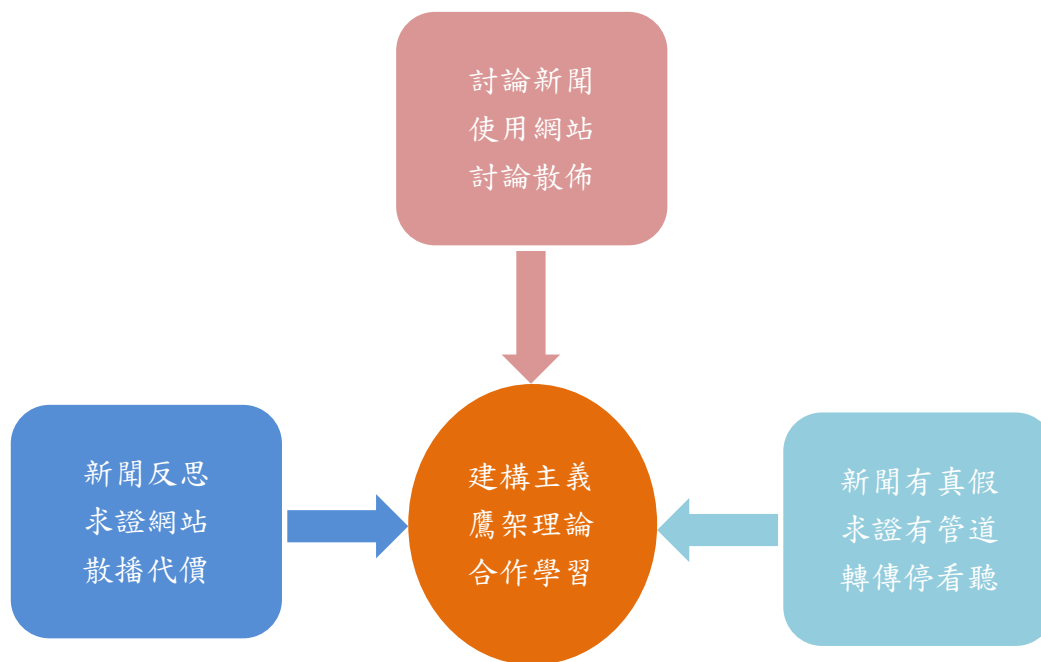 討論新聞
使用網站
討論散佈
新聞反思
求證網站
散播代價
建構主義
鷹架理論
合作學習
新聞有真假
求證有管道
轉傳停看聽